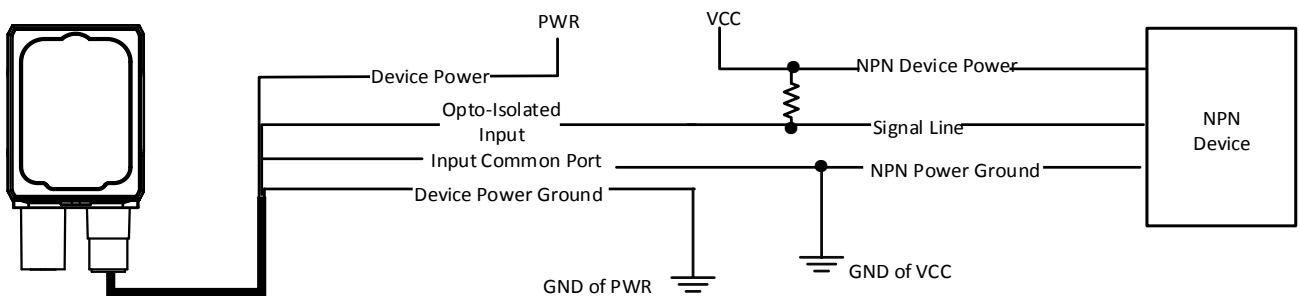 PWR
VCC
Device Power
NPN Device Power
Opto-Isolated
Input
Signal Line
NPN
Device
Input Common Port
NPN Power Ground
Device Power Ground
GND of PWR
GND of VCC